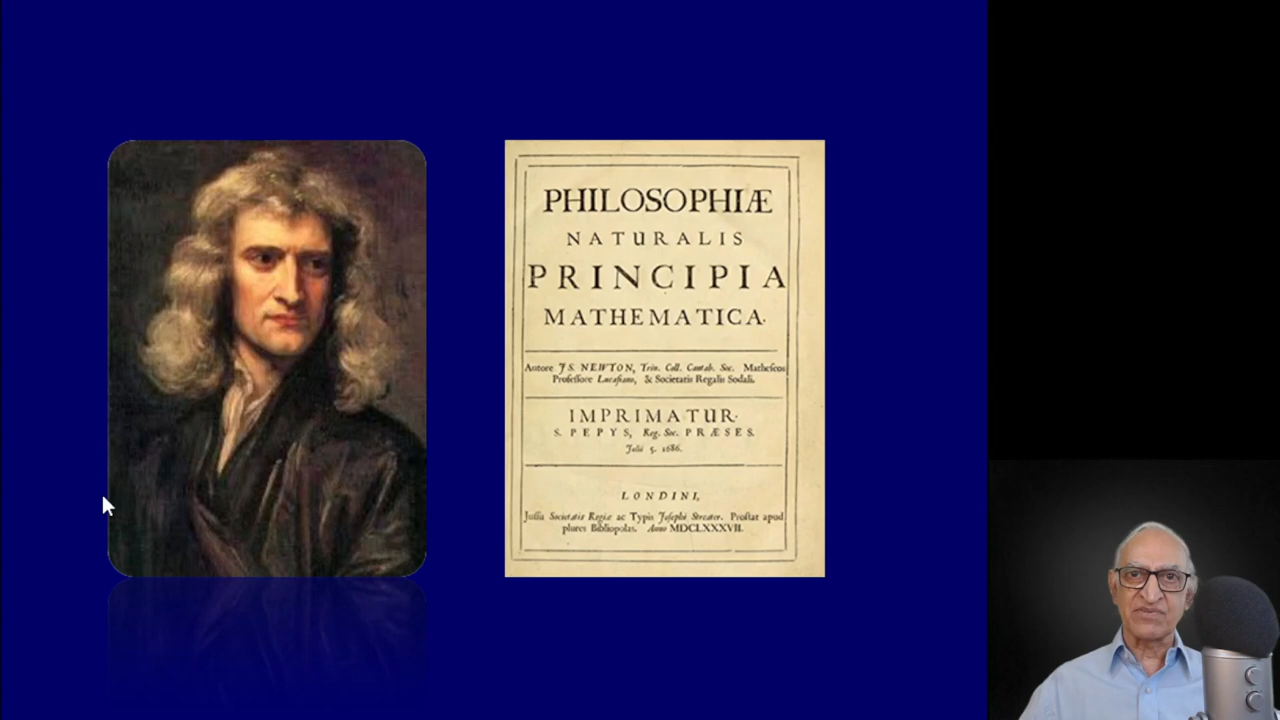 PHILOSOPHIÆ
NATURALIS
PRINCIPIA
MATHEMATICA.
Autore JS. NEWTON, Trin. Coll. Cantab. Soc. Matheseos
Professore Lucasiano, & Societatis Regalis Sodali.
IMPRIMATUR.
S. PEPYS, Reg. Soc. PRÆSES.
Julii 5. 1686.
LONDINI,
Jussu Societatis Regiæ ac Typis Josephi Streater. Prostat apud
plures Bibliopolas. Anno MDCLXXXVII.